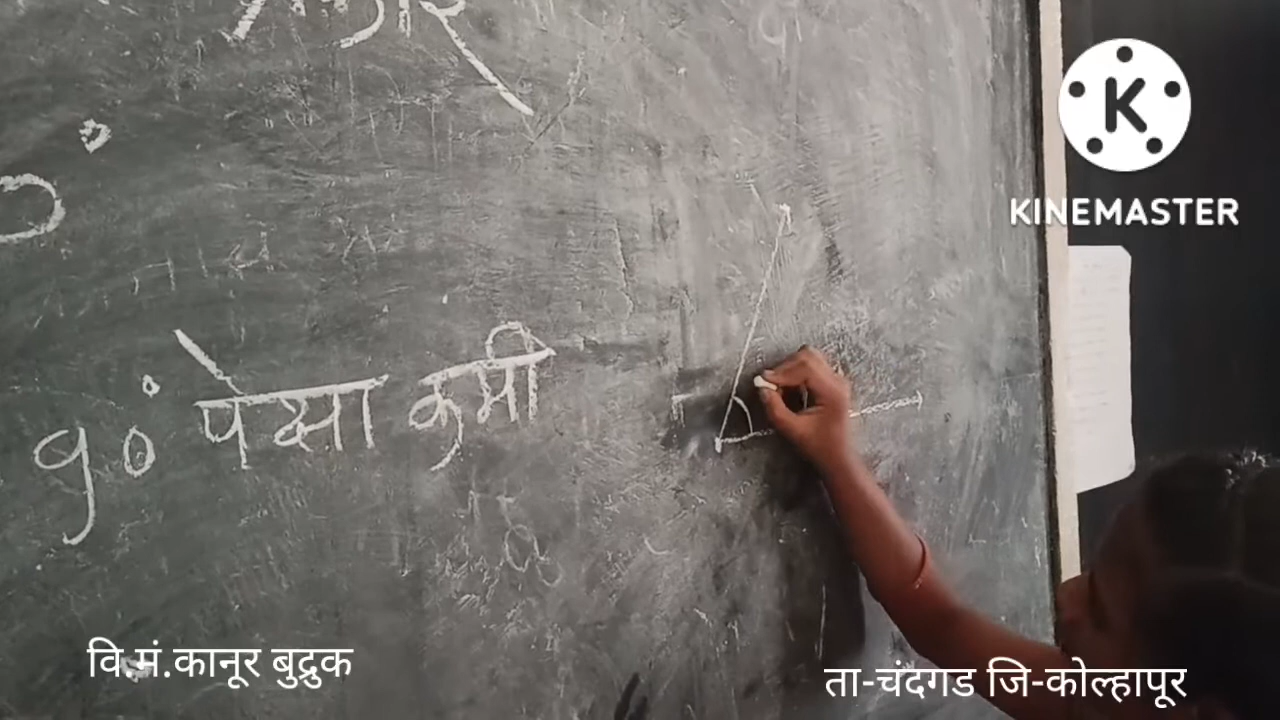 KINEMASTER
९० पेक्षा कमी
वि.मं.कानूर बुद्रुक
ता-चंदगड जि-कोल्हापूर